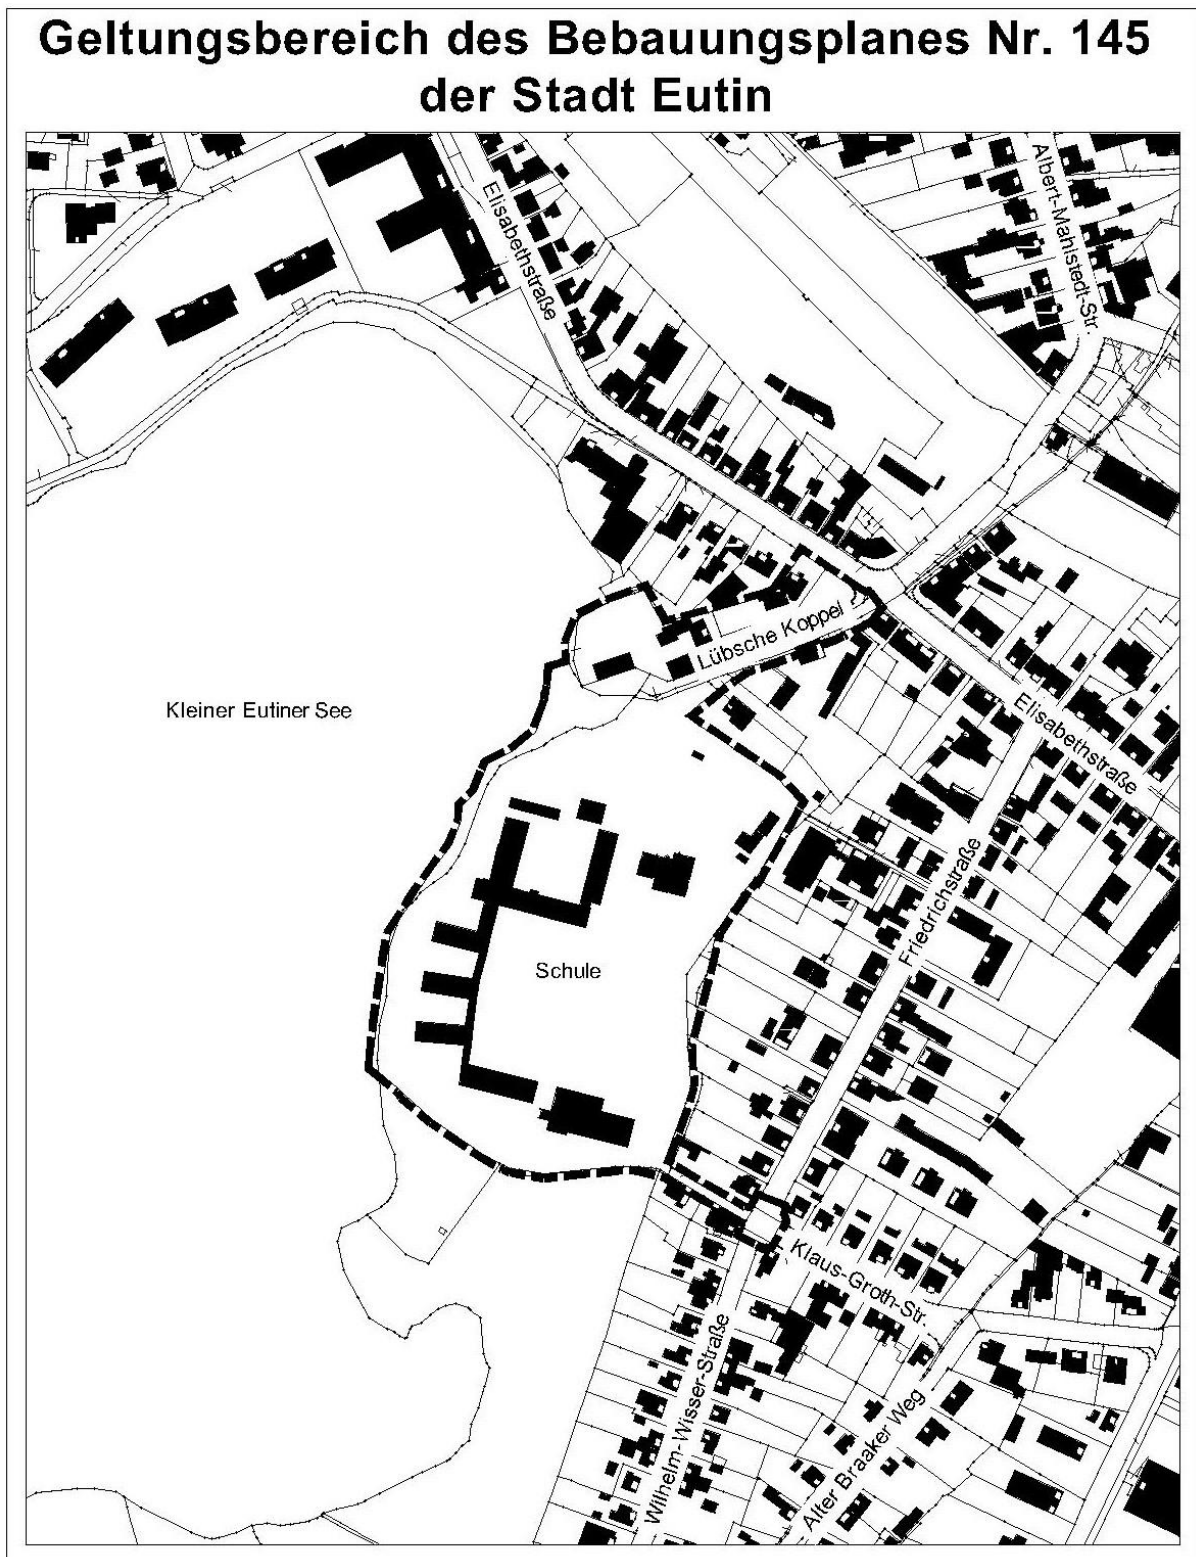 Geltungsbereich des Bebauungsplanes Nr. 145
der Stadt Eutin
Elisabethstraße
Albert-Mahlstedt-Str.
Lübsche Koppel
Kleiner Eutiner See
Elisabethstraße
Friedrichstraße
Schule
Klaus-Groth-Str.
Wilhelm-Wisser-Straße
Alter Braaker Weg